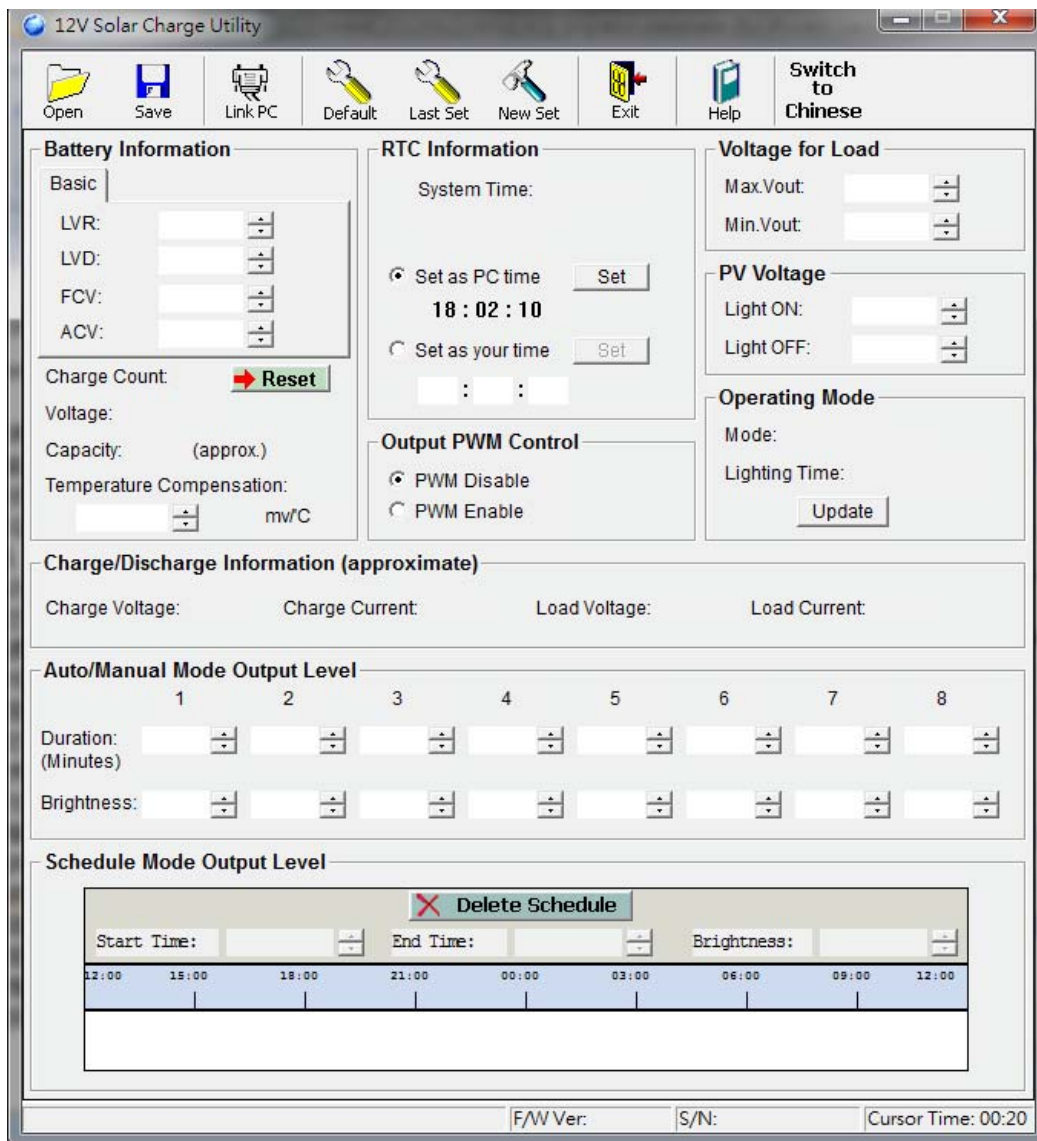 12V Solar Charge Utility
Open Save Link PC Default Last Set New Set Exit Help Switch to Chinese
Battery Information
Basic
LVR:
LVD:
FCV:
ACV:
Charge Count: Reset
Voltage:
Capacity: (approx.)
Temperature Compensation:
mv/'C
RTC Information
System Time:
Set as PC time Set
18 : 02 : 10
Set as your time Set
: :
Output PWM Control
PWM Disable
PWM Enable
Voltage for Load
Max.Vout:
Min.Vout:
PV Voltage
Light ON:
Light OFF:
Operating Mode
Mode:
Lighting Time:
Update
Charge/Discharge Information (approximate)
Charge Voltage: Charge Current: Load Voltage: Load Current:
Auto/Manual Mode Output Level
1 2 3 4 5 6 7 8
Duration:
(Minutes)
Brightness:
Schedule Mode Output Level
Delete Schedule
Start Time: End Time: Brightness:
12:00 15:00 18:00 21:00 00:00 03:00 06:00 09:00 12:00
F/W Ver: S/N: Cursor Time: 00:20